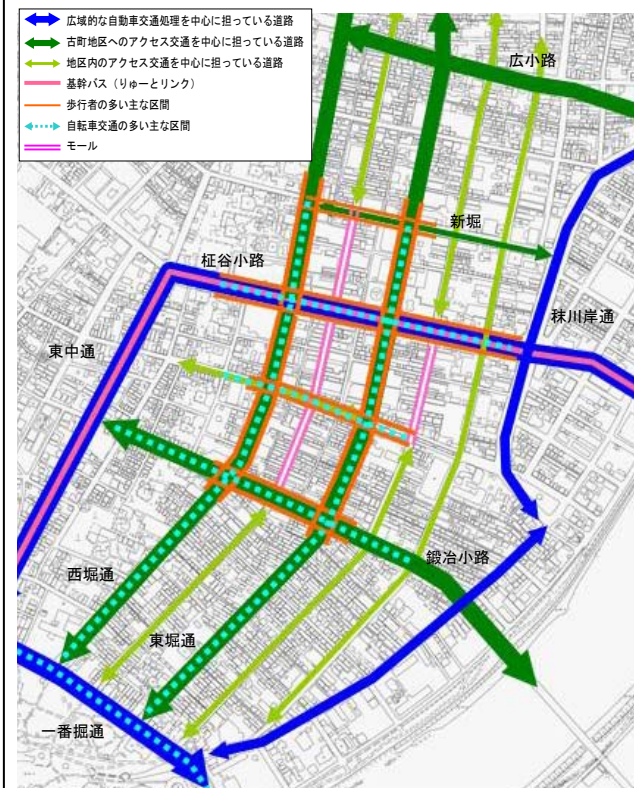 広域的な自動車交通処理を中心に担っている道路
古町地区へのアクセス交通を中心に担っている道路
地区内のアクセス交通を中心に担っている道路
基幹バス（りゅーとリンク）
歩行者の多い主な区間
自転車交通の多い主な区間
モール
広小路
新堀
柾谷小路
秣川岸通
東中通
鍛冶小路
西堀通
東堀通
一番掘通